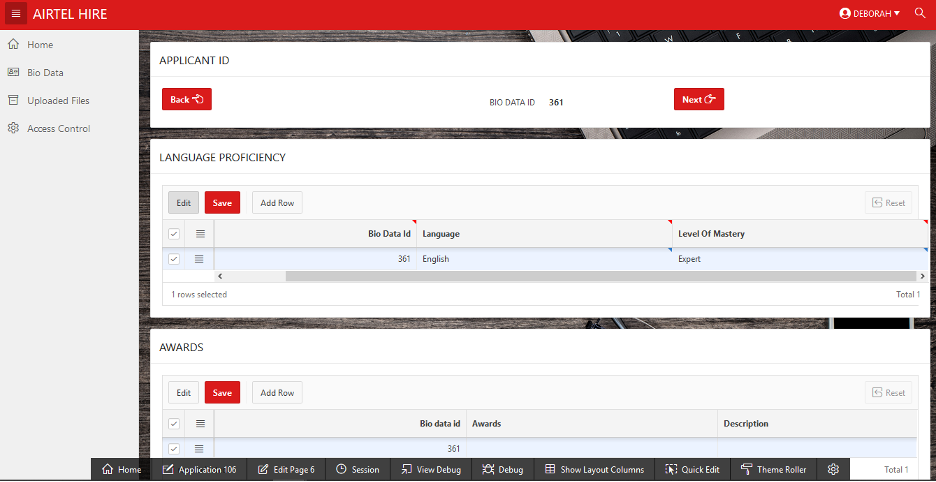 AIRTEL HIRE
DEBORAH
Home
Bio Data
Uploaded Files
Access Control
APPLICANT ID
Back
BIO DATA ID 361
Next
LANGUAGE PROFICIENCY
Edit Save Add Row Reset
Bio Data Id Language Level Of Mastery
361 English Expert
1 rows selected Total 1
AWARDS
Edit Save Add Row Reset
Bio data id Awards Description
361
Total 1
Home Application 106 Edit Page 6 Session View Debug Debug Show Layout Columns Quick Edit Theme Roller